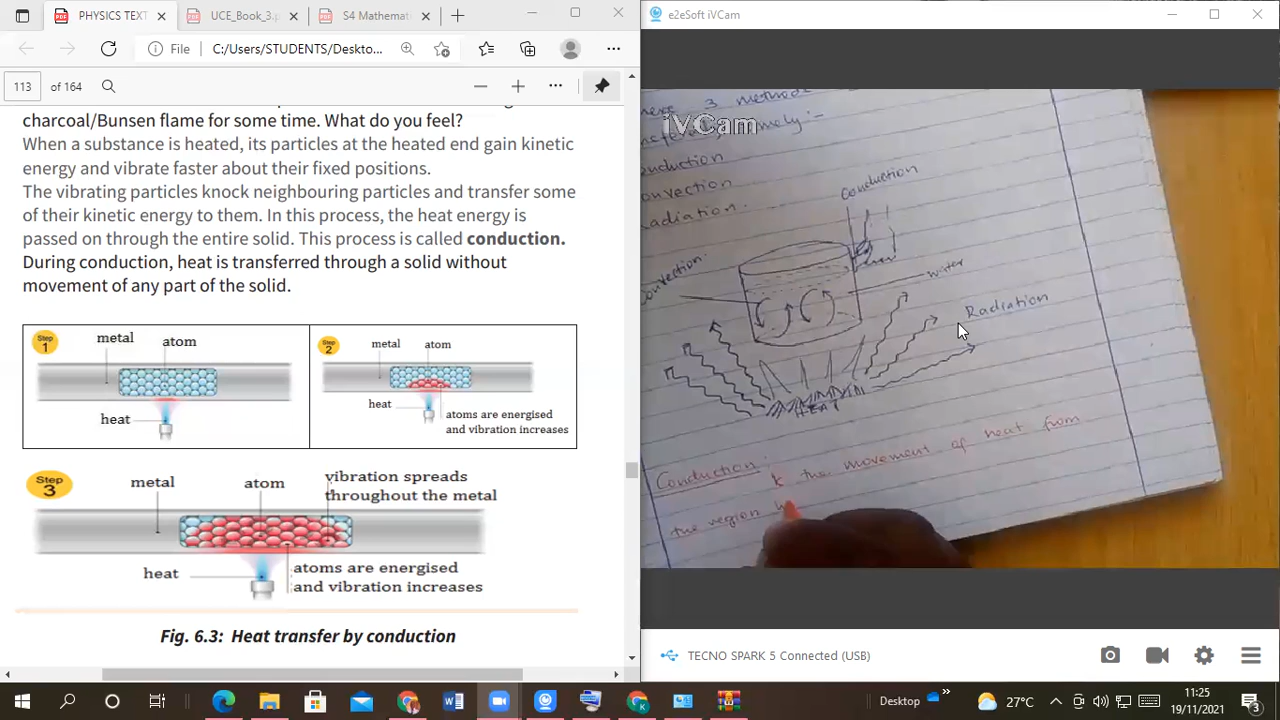 PHYSICS TEXT
UCE_Book_3.p
S4 Mathemat
File C:/Users/STUDENTS/Deskto...
113 of 164
charcoal/Bunsen flame for some time. What do you feel?
When a substance is heated, its particles at the heated end gain kinetic
energy and vibrate faster about their fixed positions.
The vibrating particles knock neighbouring particles and transfer some
of their kinetic energy to them. In this process, the heat energy is
passed on through the entire solid. This process is called conduction.
During conduction, heat is transferred through a solid without
movement of any part of the solid.
Step 1
metal
atom
heat
Step 2
metal
atom
heat
atoms are energised
and vibration increases
Step 3
metal
atom
vibration spreads
throughout the metal
heat
atoms are energised
and vibration increases
Fig. 6.3: Heat transfer by conduction
e2eSoft iVCam
3 methods
iVCam
Conduction
water
Radiation
HEAT
Conduction:
the movement of heat from
the region
TECNO SPARK 5 Connected (USB)
Desktop
27°C
11:25
19/11/2021
3